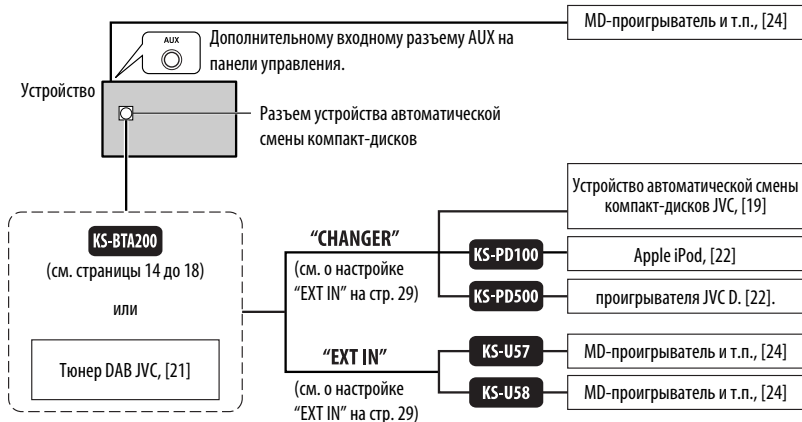 MD-проигрыватель и т.п., [24]
AUX
Дополнительному входному разъему AUX на
панели управления.
Устройство
Разъем устройства автоматической
смены компакт-дисков
Устройство автоматической смены
компакт-дисков JVC, [19]
KS-BTA200
(см. страницы 14 до 18)
или
Тюнер DAB JVC, [21]
“CHANGER”
(см. о настройке
“EXT IN” на стр. 29)
KS-PD100
Apple iPod, [22]
KS-PD500
проигрывателя JVC D. [22].
“EXT IN”
(см. о настройке
“EXT IN” на стр. 29)
KS-U57
MD-проигрыватель и т.п., [24]
KS-U58
MD-проигрыватель и т.п., [24]